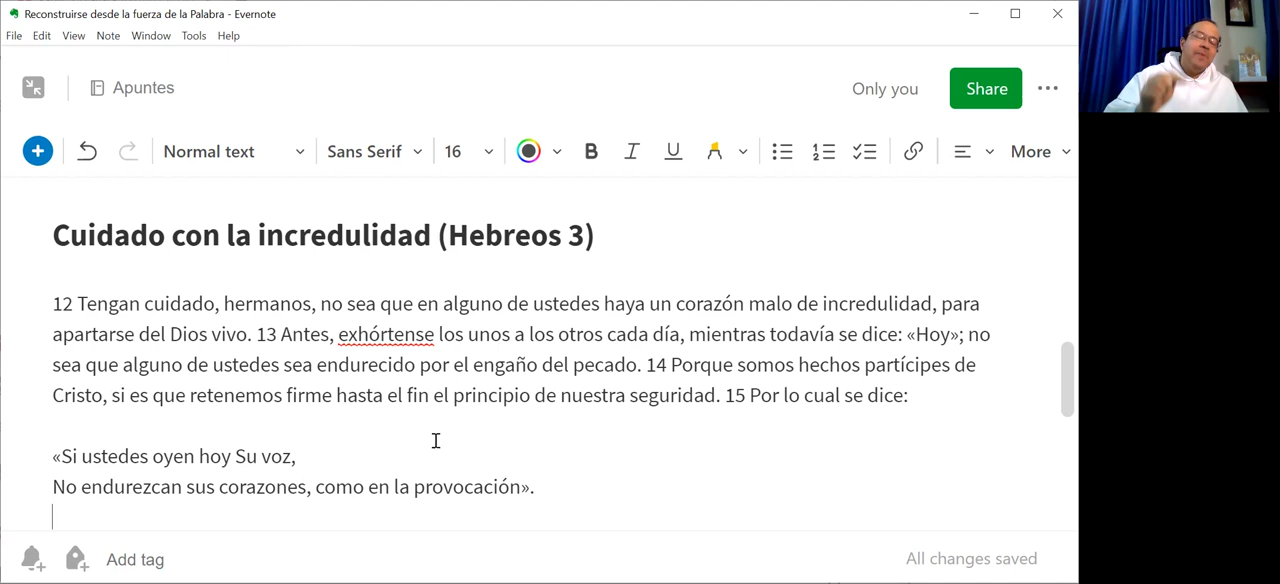 Reconstruirse desde la fuerza de la Palabra - Evernote
File Edit View Note Window Tools Help
Apuntes Only you Share
Normal text Sans Serif 16 B I U More
Cuidado con la incredulidad (Hebreos 3)
12 Tengan cuidado, hermanos, no sea que en alguno de ustedes haya un corazón malo de incredulidad, para
apartarse del Dios vivo. 13 Antes, exhórtense los unos a los otros cada día, mientras todavía se dice: «Hoy»; no
sea que alguno de ustedes sea endurecido por el engaño del pecado. 14 Porque somos hechos partícipes de
Cristo, si es que retenemos firme hasta el fin el principio de nuestra seguridad. 15 Por lo cual se dice:
«Si ustedes oyen hoy Su voz,
No endurezcan sus corazones, como en la provocación».
Add tag All changes saved